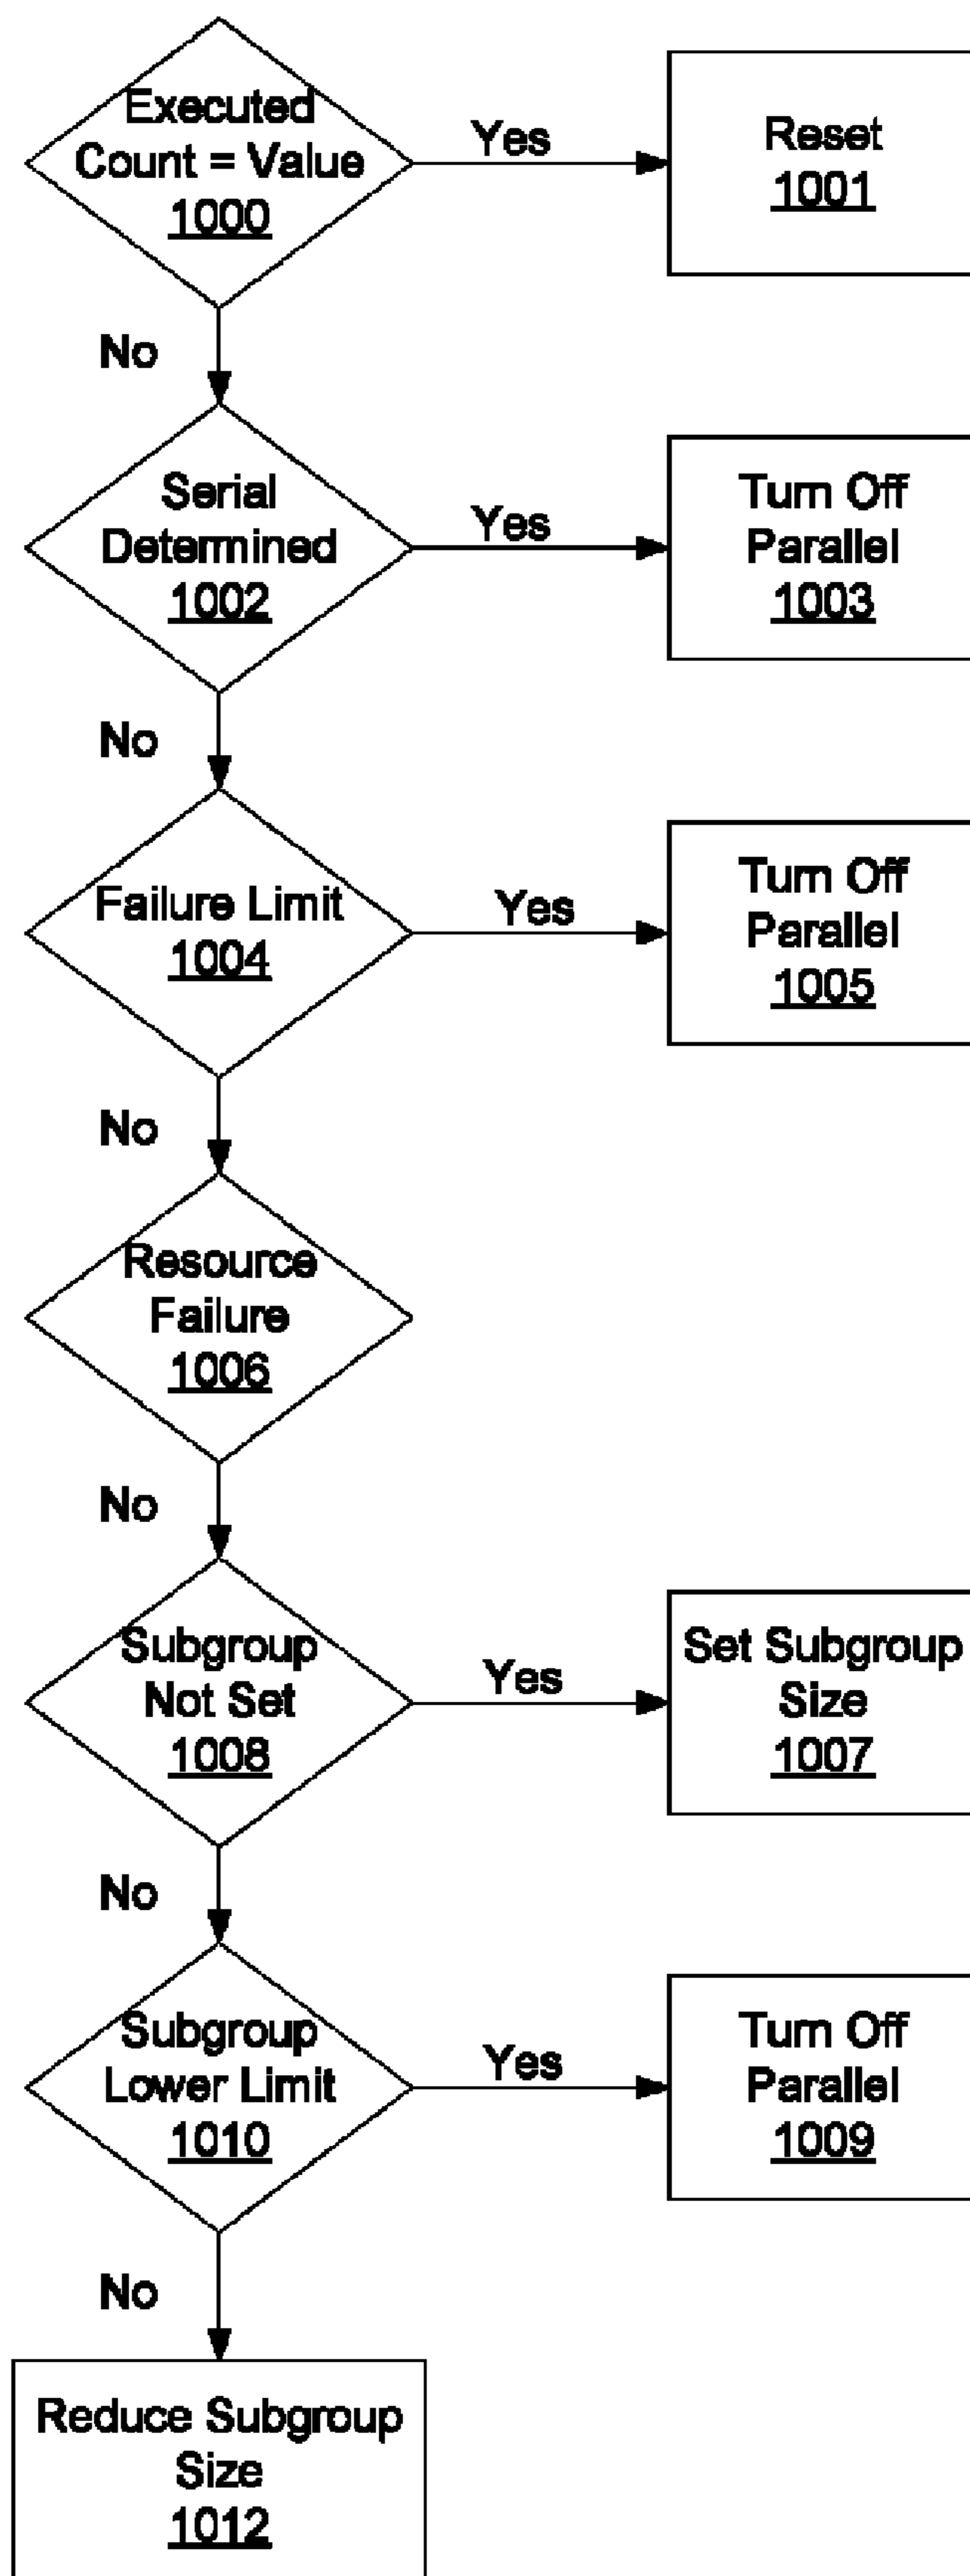 Executed
Count = Value
1000
Yes
Reset
1001
No
Serial
Determined
1002
Yes
Turn Off
Parallel
1003
No
Failure Limit
1004
Yes
Turn Off
Parallel
1005
No
Resource
Failure
1006
No
Subgroup
Not Set
1008
Yes
Set Subgroup
Size
1007
No
Subgroup
Lower Limit
1010
Yes
Turn Off
Parallel
1009
No
Reduce Subgroup
Size
1012